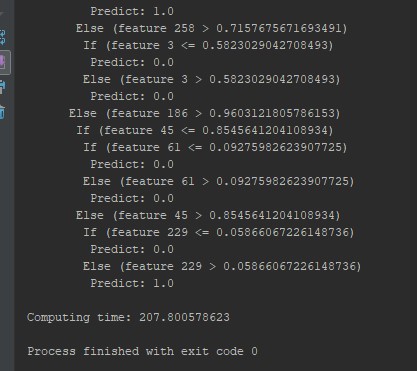 Predict: 1.0
Else (feature 258 > 0.7157675671693491)
If (feature 3 <= 0.5823029042708493)
Predict: 0.0
Else (feature 3 > 0.5823029042708493)
Predict: 0.0
Else (feature 186 > 0.9603121805786153)
If (feature 45 <= 0.8545641204108934)
If (feature 61 <= 0.09275982623907725)
Predict: 0.0
Else (feature 61 > 0.09275982623907725)
Predict: 0.0
Else (feature 45 > 0.8545641204108934)
If (feature 229 <= 0.05866067226148736)
Predict: 0.0
Else (feature 229 > 0.05866067226148736)
Predict: 1.0
Computing time: 207.800578623
Process finished with exit code 0